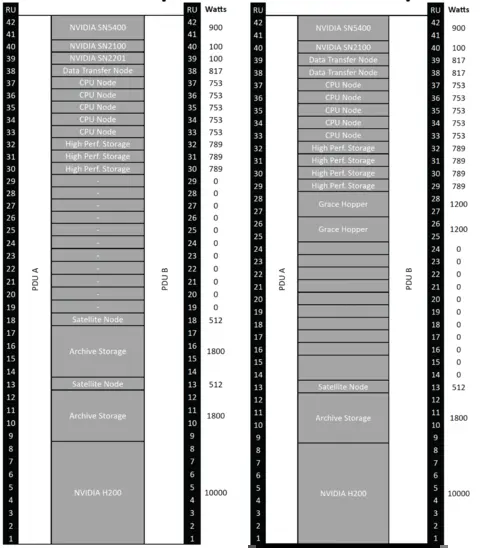 RU RU Watts
42 NVIDIA SN5400 42 900
41 41
40 NVIDIA SN2100 40 100
39 NVIDIA SN2201 39 100
38 Data Transfer Node 38 817
37 CPU Node 37 753
36 CPU Node 36 753
35 CPU Node 35 753
34 CPU Node 34 753
33 CPU Node 33 753
32 High Perf. Storage 32 789
31 High Perf. Storage 31 789
30 High Perf. Storage 30 789
29 - 29 0
28 - 28 0
27 - 27 0
26 - 26 0
25 - 25 0
24 - 24 0
23 - 23 0
22 - 22 0
21 - 21 0
20 - 20 0
19 - 19 0
18 Satellite Node 18 512
17 17
16 Archive Storage 16 1800
15 15
14 14
13 Satellite Node 13 512
12 12
11 Archive Storage 11 1800
10 10
9 9
8 8
7 7
6 6
5 NVIDIA H200 5 10000
4 4
3 3
2 2
1 1
PDU A
PDU B
RU RU Watts
42 NVIDIA SN5400 42 900
41 41
40 NVIDIA SN2100 40 100
39 Data Transfer Node 39 817
38 Data Transfer Node 38 817
37 CPU Node 37 753
36 CPU Node 36 753
35 CPU Node 35 753
34 CPU Node 34 753
33 CPU Node 33 753
32 High Perf. Storage 32 789
31 High Perf. Storage 31 789
30 High Perf. Storage 30 789
29 High Perf. Storage 29 789
28 Grace Hopper 28 1200
27 27
26 Grace Hopper 26 1200
25 25
24 24 0
23 23 0
22 22 0
21 21 0
20 20 0
19 19 0
18 18 0
17 17 0
16 16 0
15 15 0
14 14 0
13 Satellite Node 13 512
12 12
11 Archive Storage 11 1800
10 10
9 9
8 8
7 7
6 6
5 NVIDIA H200 5 10000
4 4
3 3
2 2
1 1
PDU A
PDU B